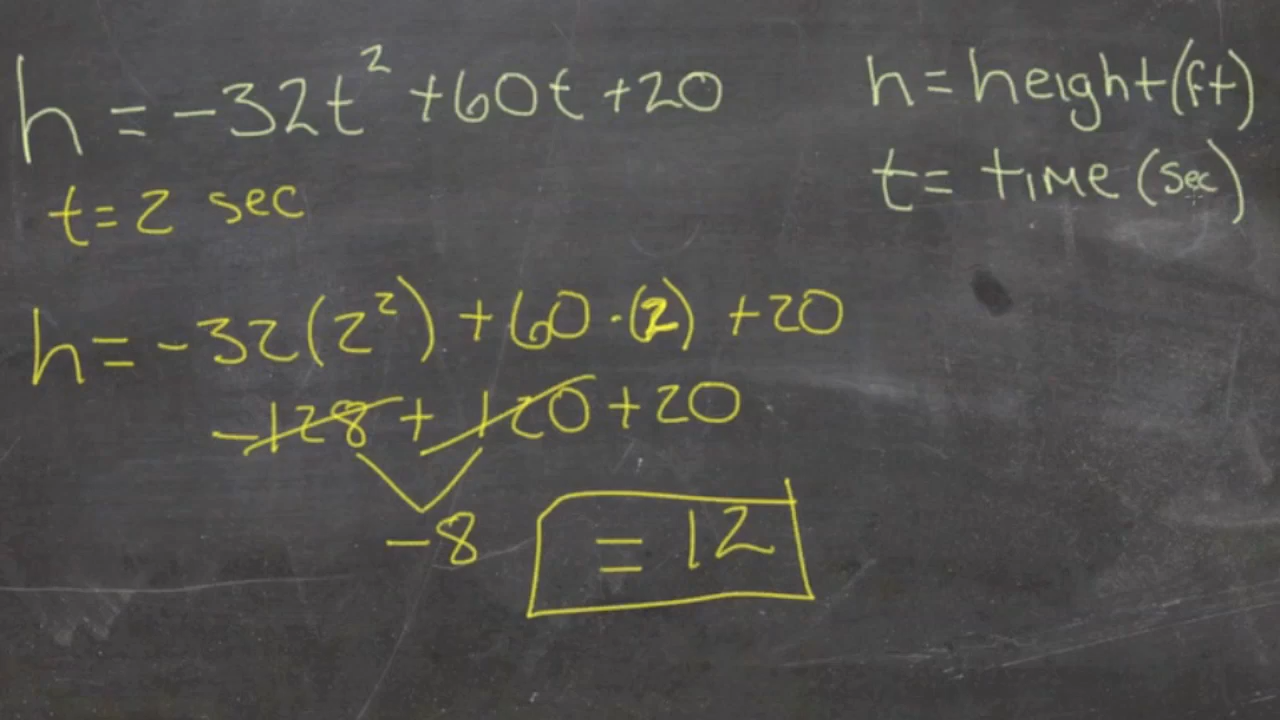 h = -32t² + 60t + 20
h = height (ft)
t = time (sec)
t = 2 sec
h = -32(2²) + 60 · (2) + 20
-128 + 120 + 20
-8
= 12